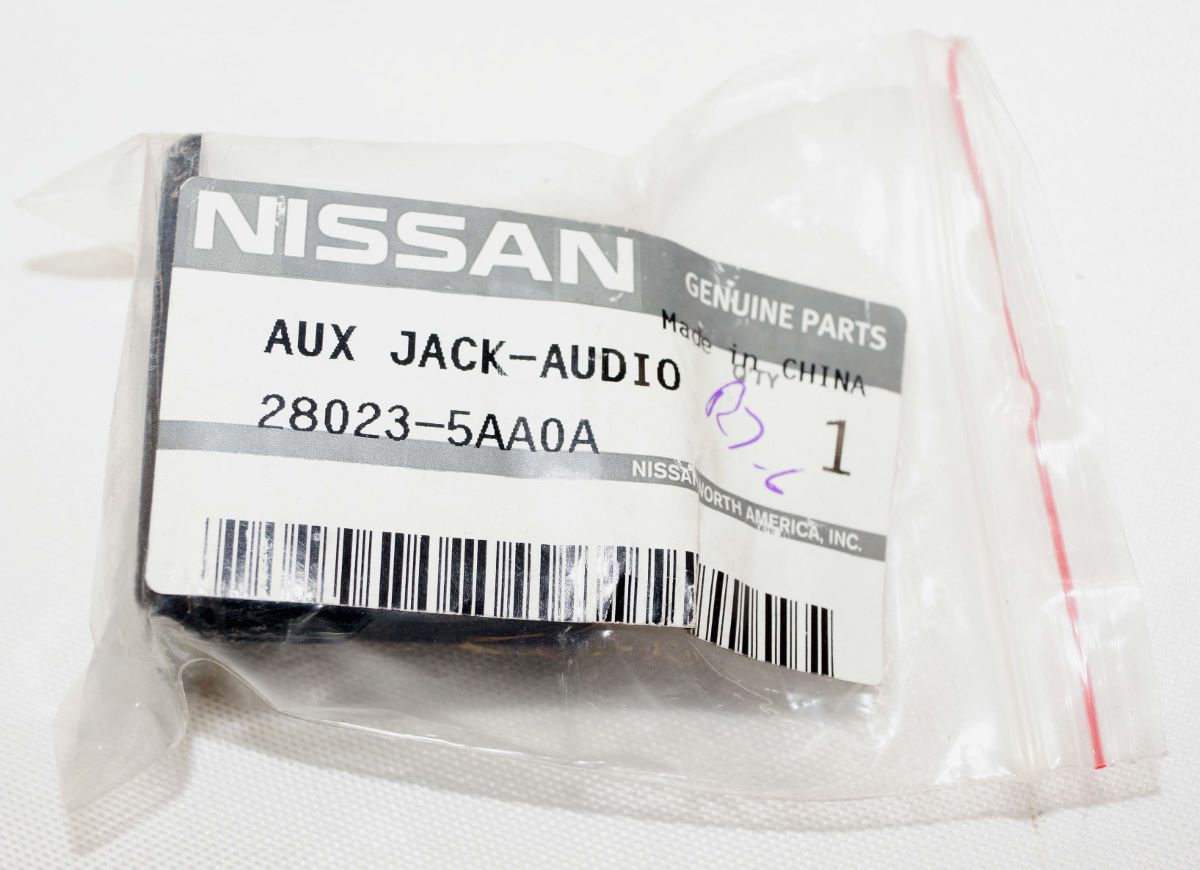 NISSAN
GENUINE PARTS
Made in CHINA
AUX JACK-AUDIO
QTY
28023-5AA0A
1
NISSAN NORTH AMERICA, INC.